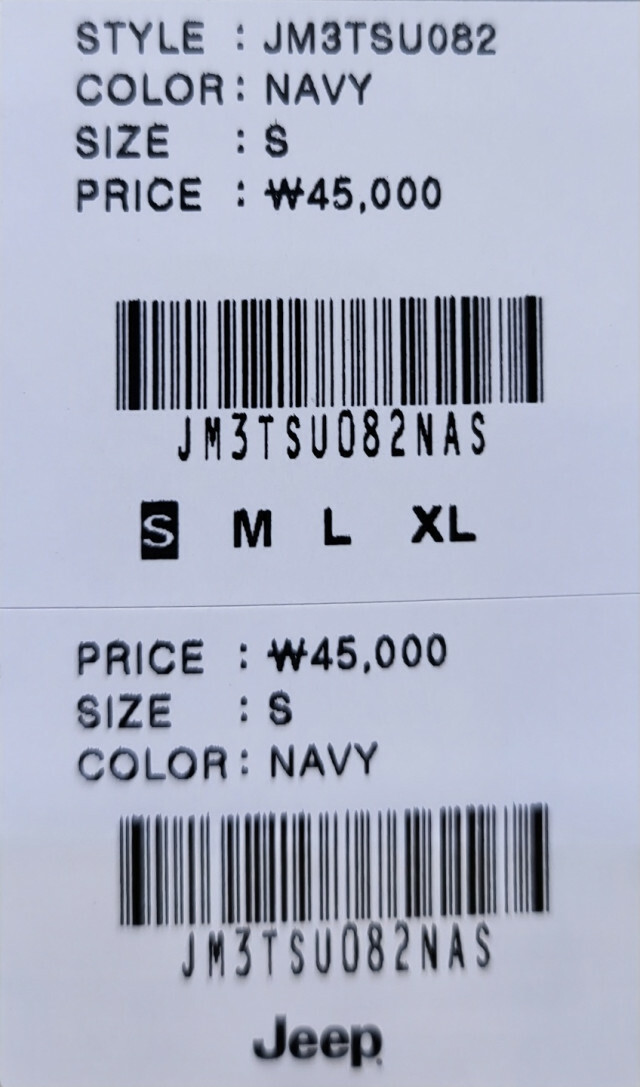 STYLE : JM3TSU082
COLOR : NAVY
SIZE : S
PRICE : ₩45,000
JM3TSU082NAS
S M L XL
PRICE : ₩45,000
SIZE : S
COLOR : NAVY
JM3TSU082NAS
Jeep